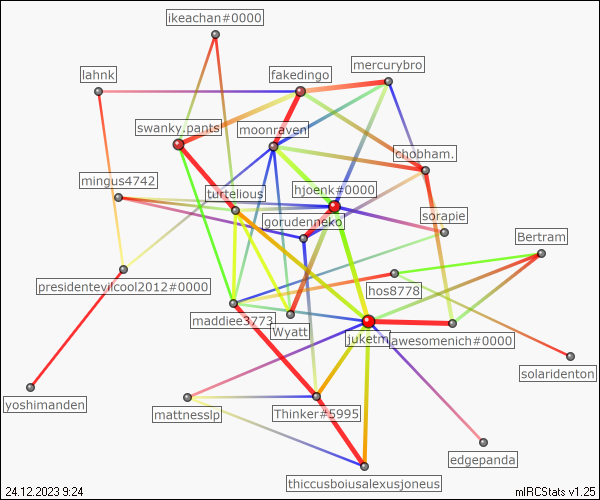 ikeachan#0000
mercurybro
lahnk
fakedingo
swanky.pants
moonraven
chobham.
mingus4742
turtelious
hjoenk#0000
gorudenneko
sorapie
Bertram
presidentevilcool2012#0000
hos8778
maddiee3773
Wyatt
awesomenich#0000
solaridenton
yoshimanden
mattnesslp
Thinker#5995
edgepanda
thiccusboiusalexusjoneus
24.12.2023 9:24
mIRCStats v1.25